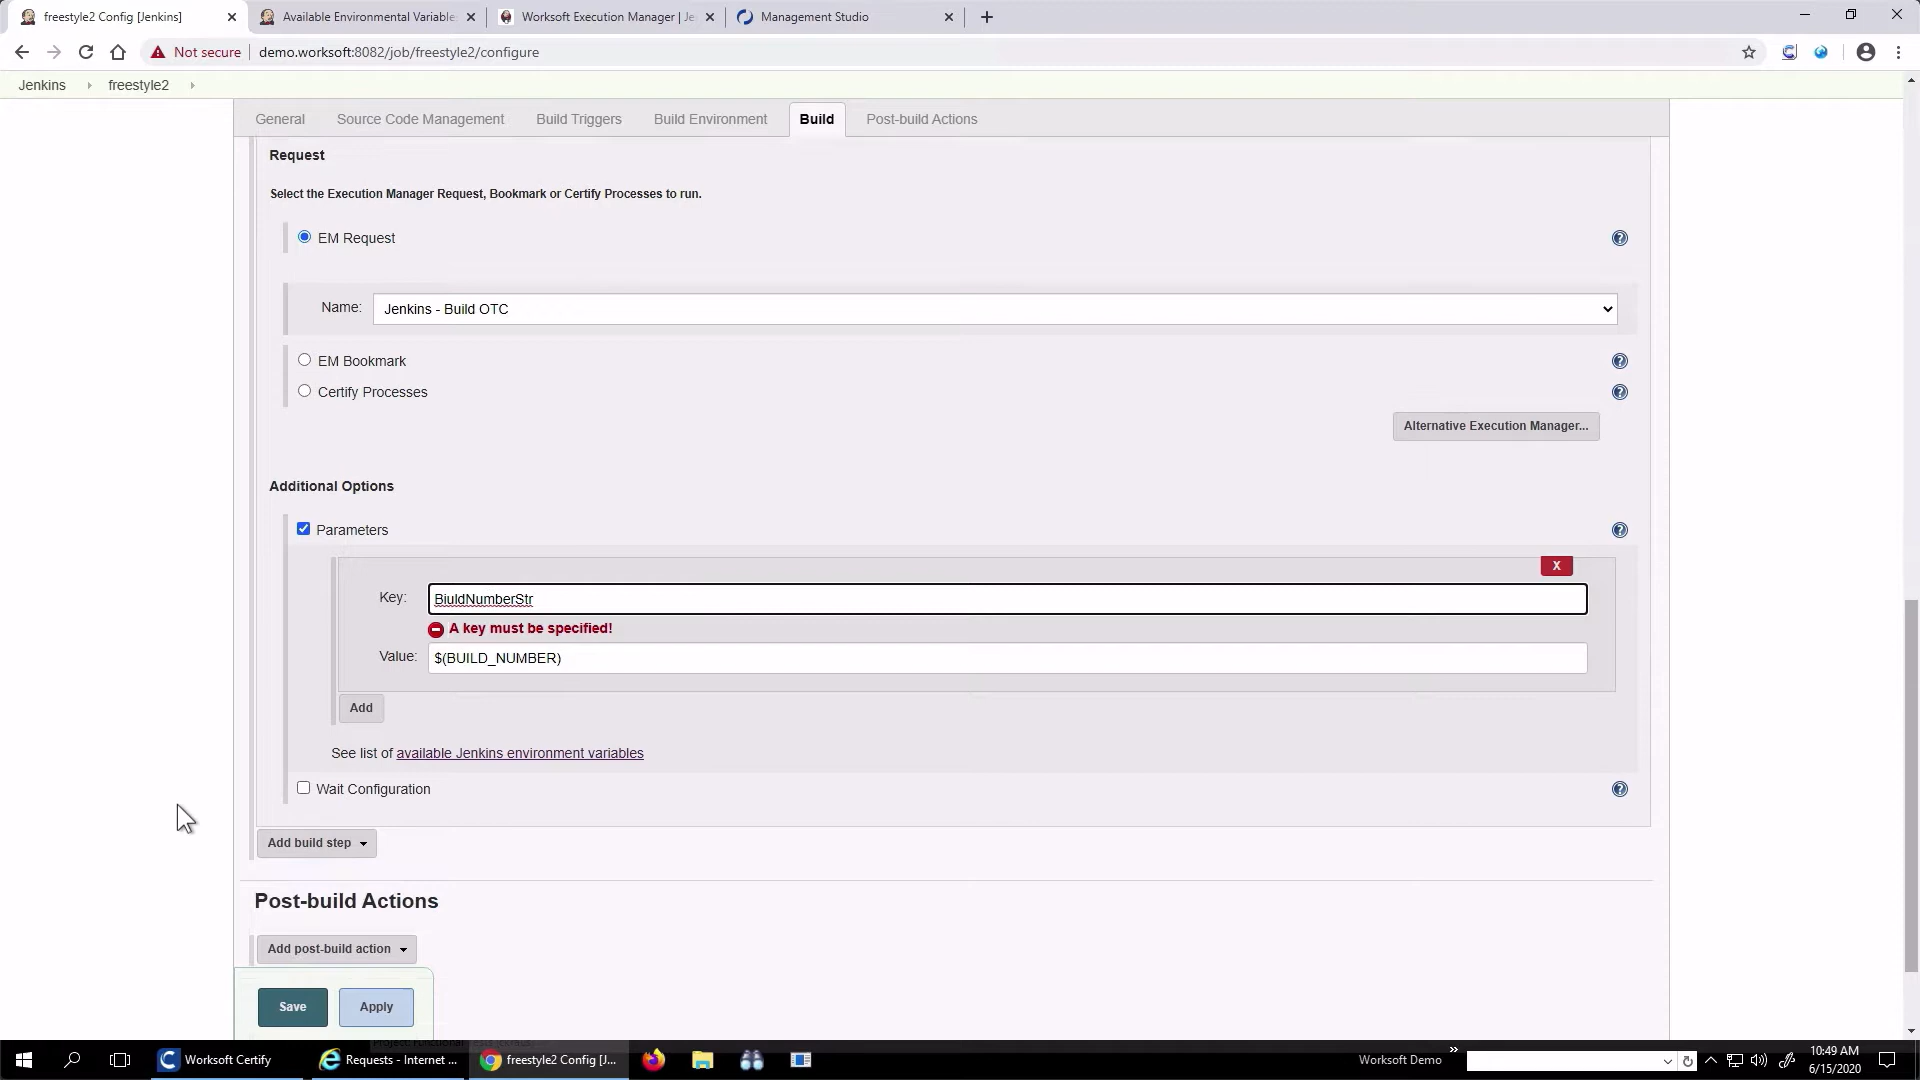 freestyle2 Config [Jenkins]
Available Environmental Variable
Worksoft Execution Manager | Je
Management Studio
Not secure
demo.worksoft:8082/job/freestyle2/configure
Jenkins
freestyle2
General
Source Code Management
Build Triggers
Build Environment
Build
Post-build Actions
Request
Select the Execution Manager Request, Bookmark or Certify Processes to run.
EM Request
Name:
Jenkins - Build OTC
EM Bookmark
Certify Processes
Alternative Execution Manager...
Additional Options
Parameters
X
Key:
BiuldNumberStr
A key must be specified!
Value:
$(BUILD_NUMBER)
Add
See list of available Jenkins environment variables
Wait Configuration
Add build step
Post-build Actions
Add post-build action
Save
Apply
Worksoft Certify
Requests - Internet ...
freestyle2 Config [J...
Worksoft Demo
10:49 AM
6/15/2020